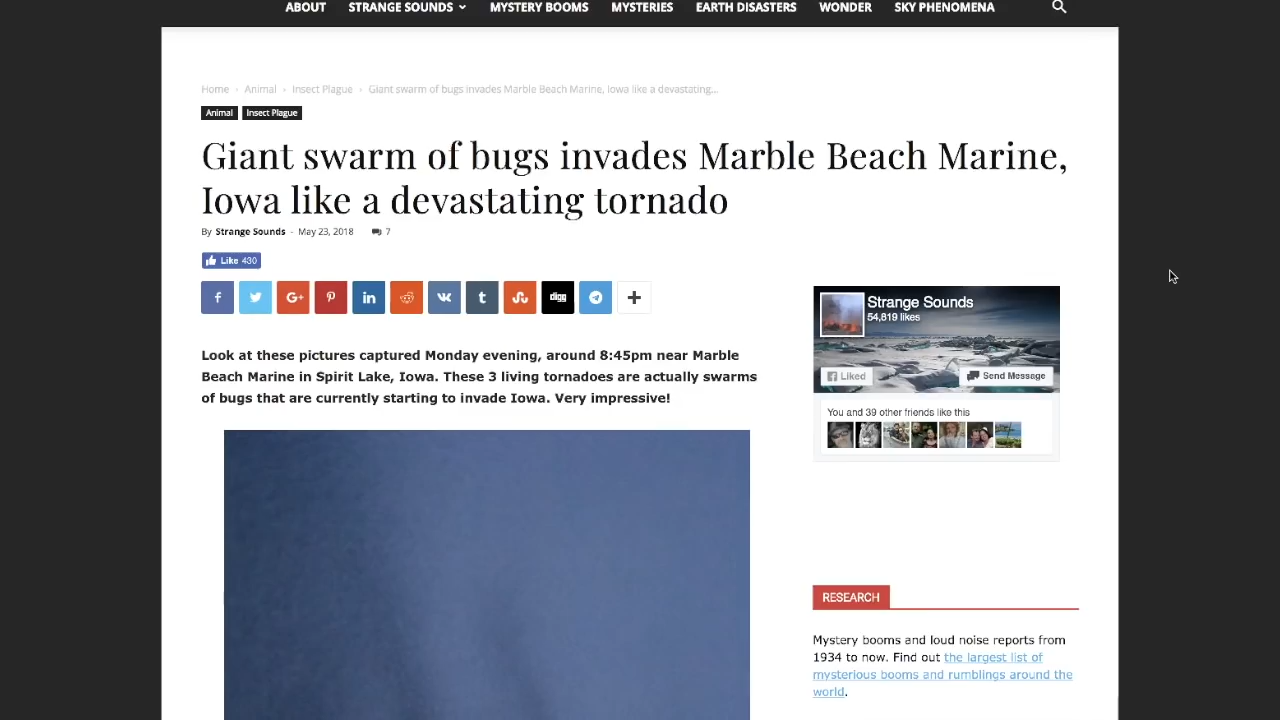 ABOUT STRANGE SOUNDS MYSTERY BOOMS MYSTERIES EARTH DISASTERS WONDER SKY PHENOMENA
Home › Animal › Insect Plague › Giant swarm of bugs invades Marble Beach Marine, Iowa like a devastating...
Animal Insect Plague
Giant swarm of bugs invades Marble Beach Marine,
Iowa like a devastating tornado
By Strange Sounds - May 23, 2018 7
Like 430
digg
Look at these pictures captured Monday evening, around 8:45pm near Marble
Beach Marine in Spirit Lake, Iowa. These 3 living tornadoes are actually swarms
of bugs that are currently starting to invade Iowa. Very impressive!
Strange Sounds
54,819 likes
Liked Send Message
You and 39 other friends like this
RESEARCH
Mystery booms and loud noise reports from
1934 to now. Find out the largest list of
mysterious booms and rumblings around the
world.